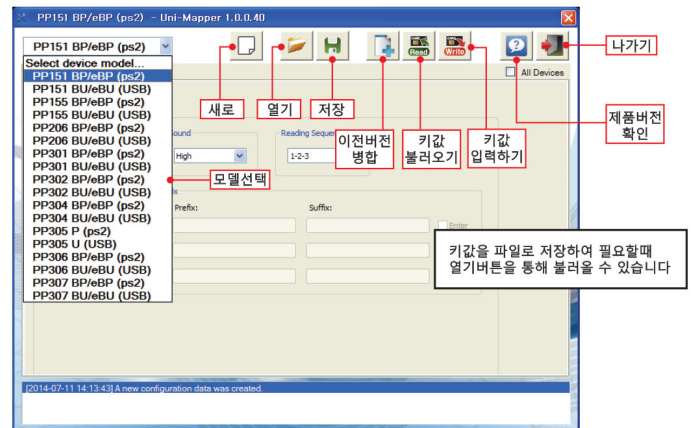 PP151 BP/eBP (ps2) - Uni-Mapper 1.0.0.40
PP151 BP/eBP (ps2)
Read
Write
나가기
Select device model...
PP151 BP/eBP (ps2)
PP151 BU/eBU (USB)
PP155 BP/eBP (ps2)
PP155 BU/eBU (USB)
PP206 BP/eBP (ps2)
PP206 BU/eBU (USB)
PP301 BP/eBP (ps2)
PP301 BU/eBU (USB)
PP302 BP/eBP (ps2)
PP302 BU/eBU (USB)
PP304 BP/eBP (ps2)
PP304 BU/eBU (USB)
PP305 P (ps2)
PP305 U (USB)
PP306 BP/eBP (ps2)
PP306 BU/eBU (USB)
PP307 BP/eBP (ps2)
PP307 BU/eBU (USB)
All Devices
새로
열기
저장
이전버전
병합
키값
불러오기
키값
입력하기
제품버전
확인
Reading Sequence
High
1-2-3
모델선택
Prefix:
Suffix:
Enter
키값을 파일로 저장하여 필요할때
열기버튼을 통해 불러올 수 있습니다
[2014-07-11 14:13:43] A new configuration data was created.